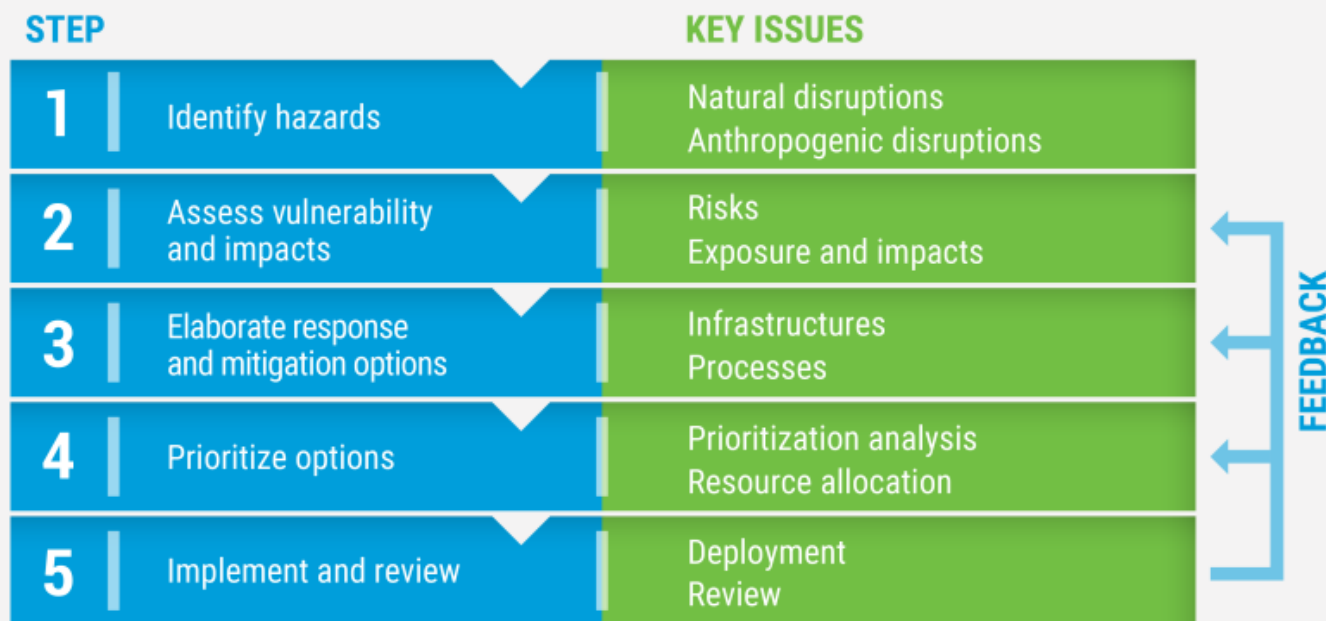 STEP
KEY ISSUES
1
Identify hazards
Natural disruptions
Anthropogenic disruptions
2
Assess vulnerability
and impacts
Risks
Exposure and impacts
3
Elaborate response
and mitigation options
Infrastructures
Processes
4
Prioritize options
Prioritization analysis
Resource allocation
5
Implement and review
Deployment
Review
FEEDBACK